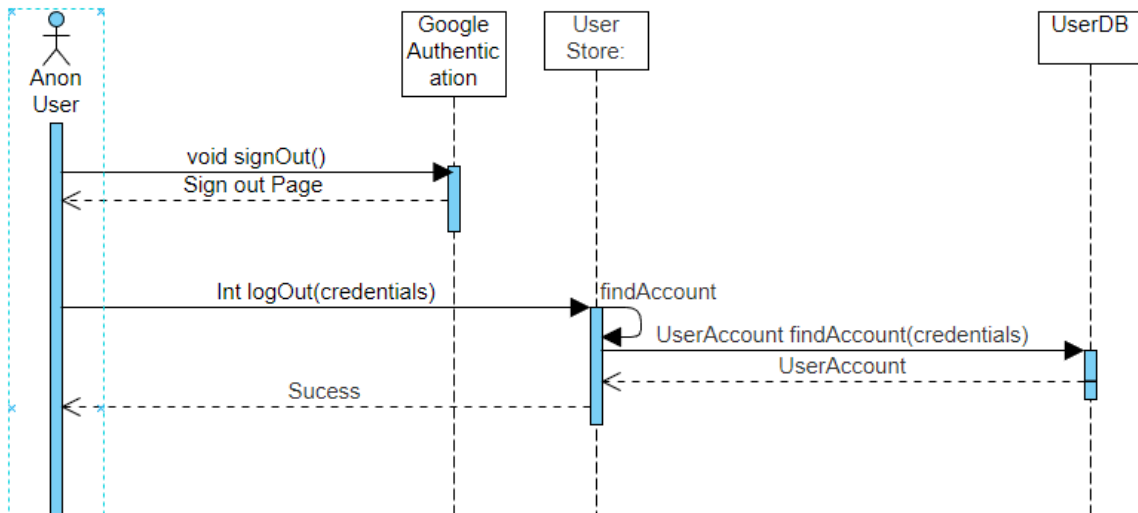 Anon
User
Google
Authentic
ation
User
Store:
UserDB
void signOut()
Sign out Page
Int logOut(credentials)
findAccount
UserAccount findAccount(credentials)
UserAccount
Sucess